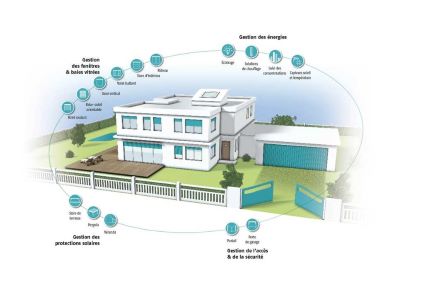 Gestion des énergies
Gestion
des fenêtres
& baies vitrées
Rideau
Store d'intérieur
Volet battant
Store vertical
Brise-soleil
orientable
Volet roulant
Éclairage
Solutions
de chauffage
Suivi des
consommations
Capteurs soleil
et température
Store de
terrasse
Pergola
Véranda
Gestion des
protections solaires
Portail
Porte
de garage
Gestion de l'accès
& de la sécurité